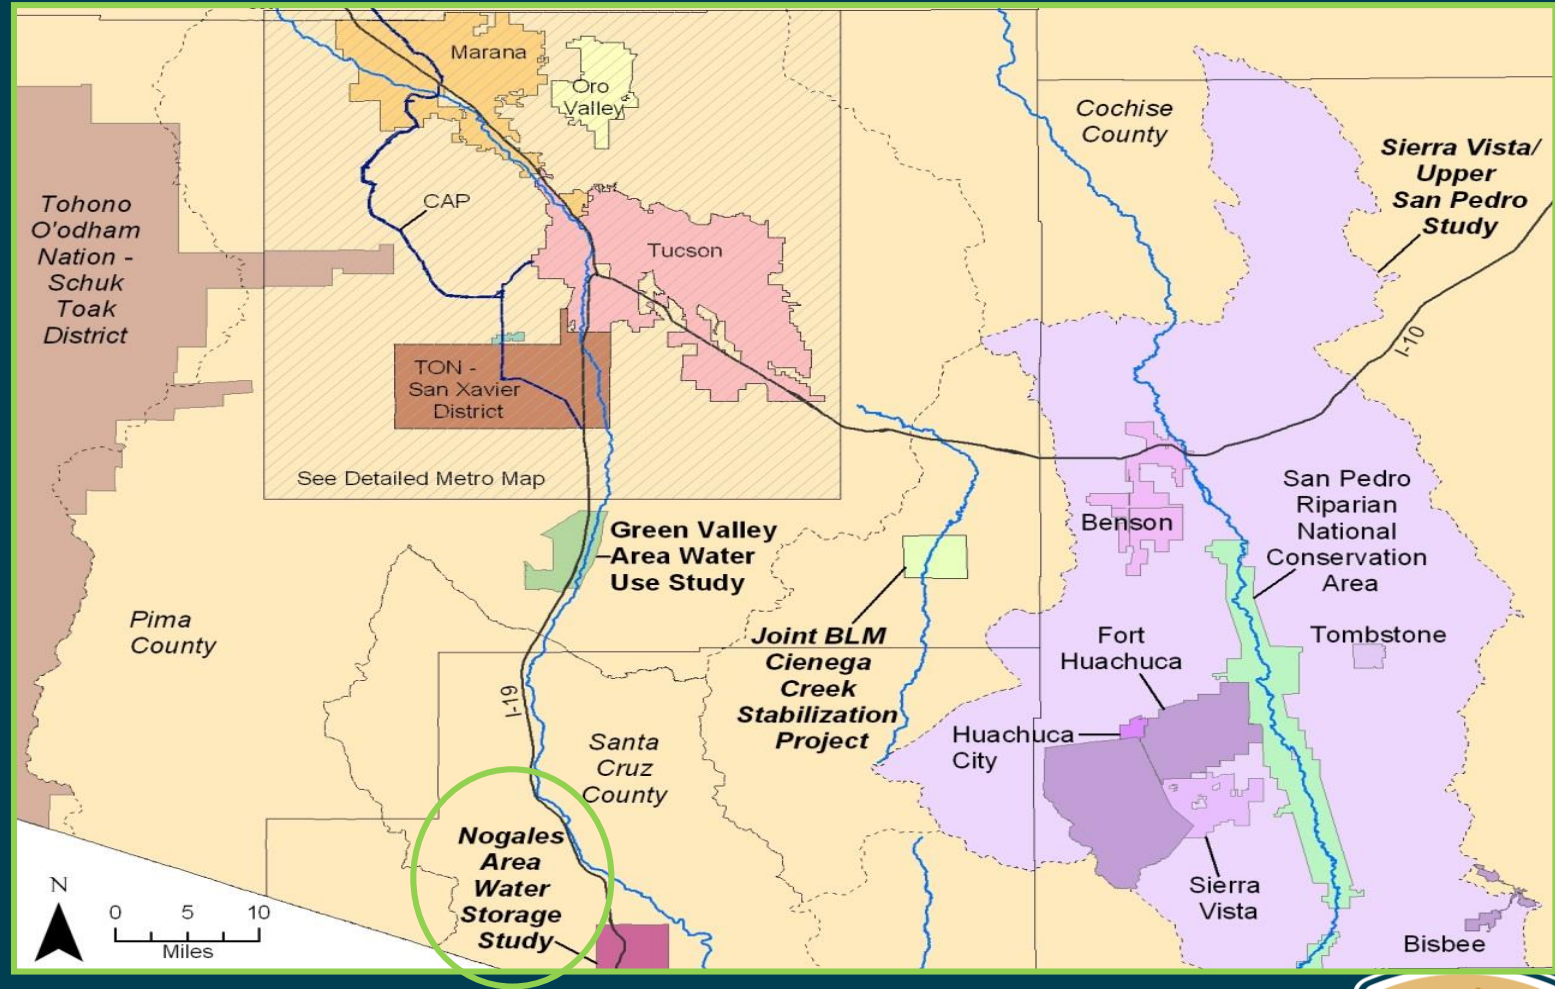 Marana
Oro
Valley
Cochise
County
Sierra Vista/
Upper
San Pedro
Study
Tohono
O'odham
Nation -
Schuk
Toak
District
CAP
Tucson
I-10
TON -
San Xavier
District
See Detailed Metro Map
Green Valley
Area Water
Use Study
Benson
San Pedro
Riparian
National
Conservation
Area
Pima
County
Joint BLM
Cienega
Creek
Stabilization
Project
Fort
Huachuca
Tombstone
I-19
Huachuca
City
Santa
Cruz
County
Nogales
Area
Water
Storage
Study
Sierra
Vista
Bisbee
N
0 5 10
Miles